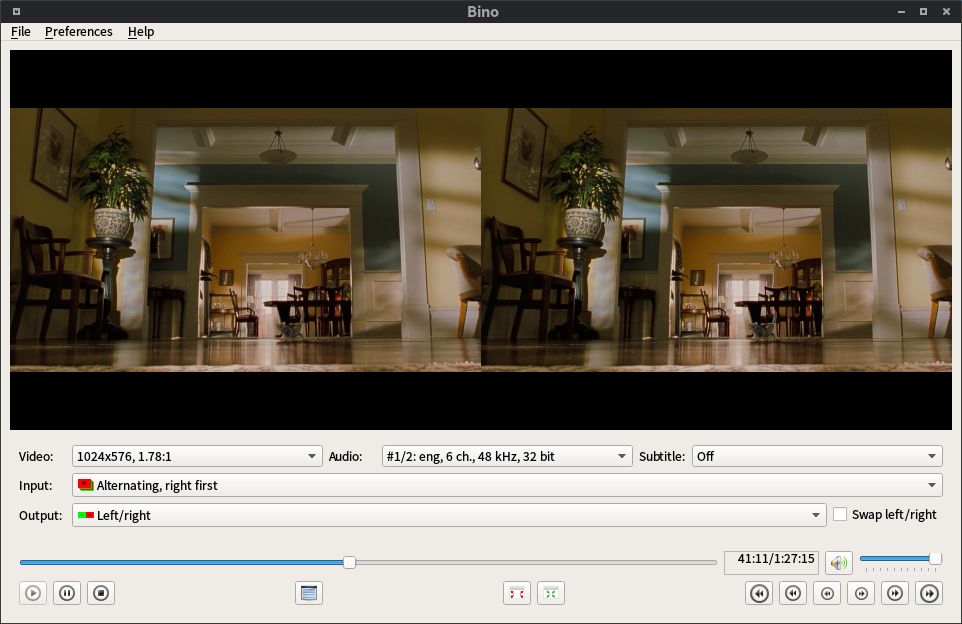 Bino
File Preferences Help
Video: 1024x576, 1.78:1 Audio: #1/2: eng, 6 ch., 48 kHz, 32 bit Subtitle: Off
Input: Alternating, right first
Output: Left/right Swap left/right
41:11/1:27:15